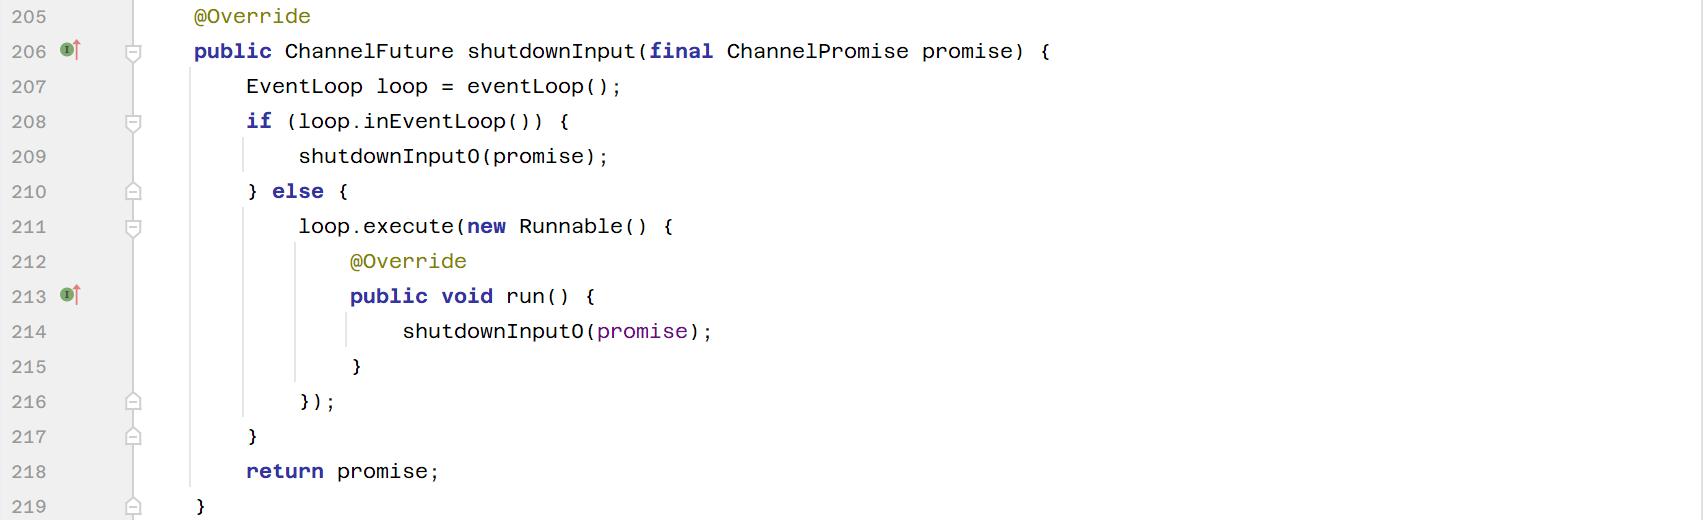 205 @Override
206 public ChannelFuture shutdownInput(final ChannelPromise promise) {
207 EventLoop loop = eventLoop();
208 if (loop.inEventLoop()) {
209 shutdownInput0(promise);
210 } else {
211 loop.execute(new Runnable() {
212 @Override
213 public void run() {
214 shutdownInput0(promise);
215 }
216 });
217 }
218 return promise;
219 }